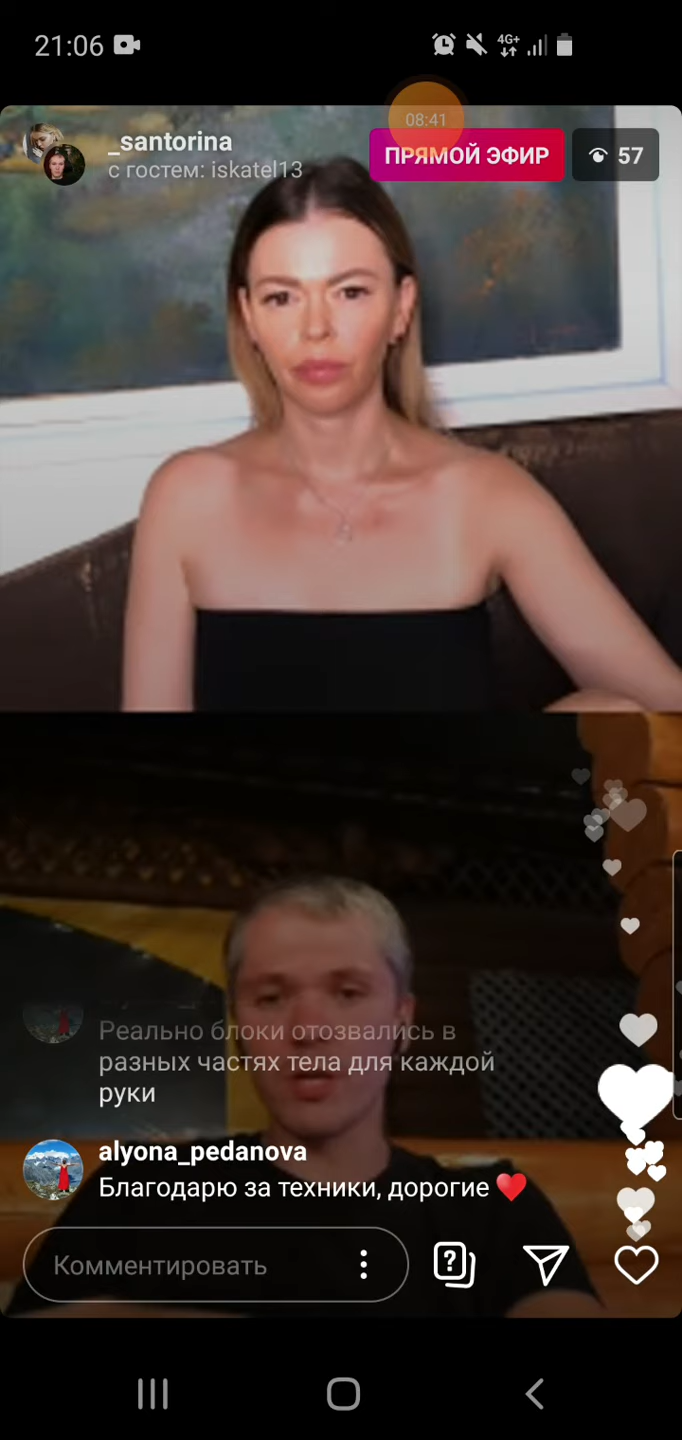 21:06
4G+
08:41
_santorina
с гостем: iskatel13
ПРЯМОЙ ЭФИР
57
Реально блоки отозвались в
разных частях тела для каждой
руки
alyona_pedanova
Благодарю за техники, дорогие
Комментировать